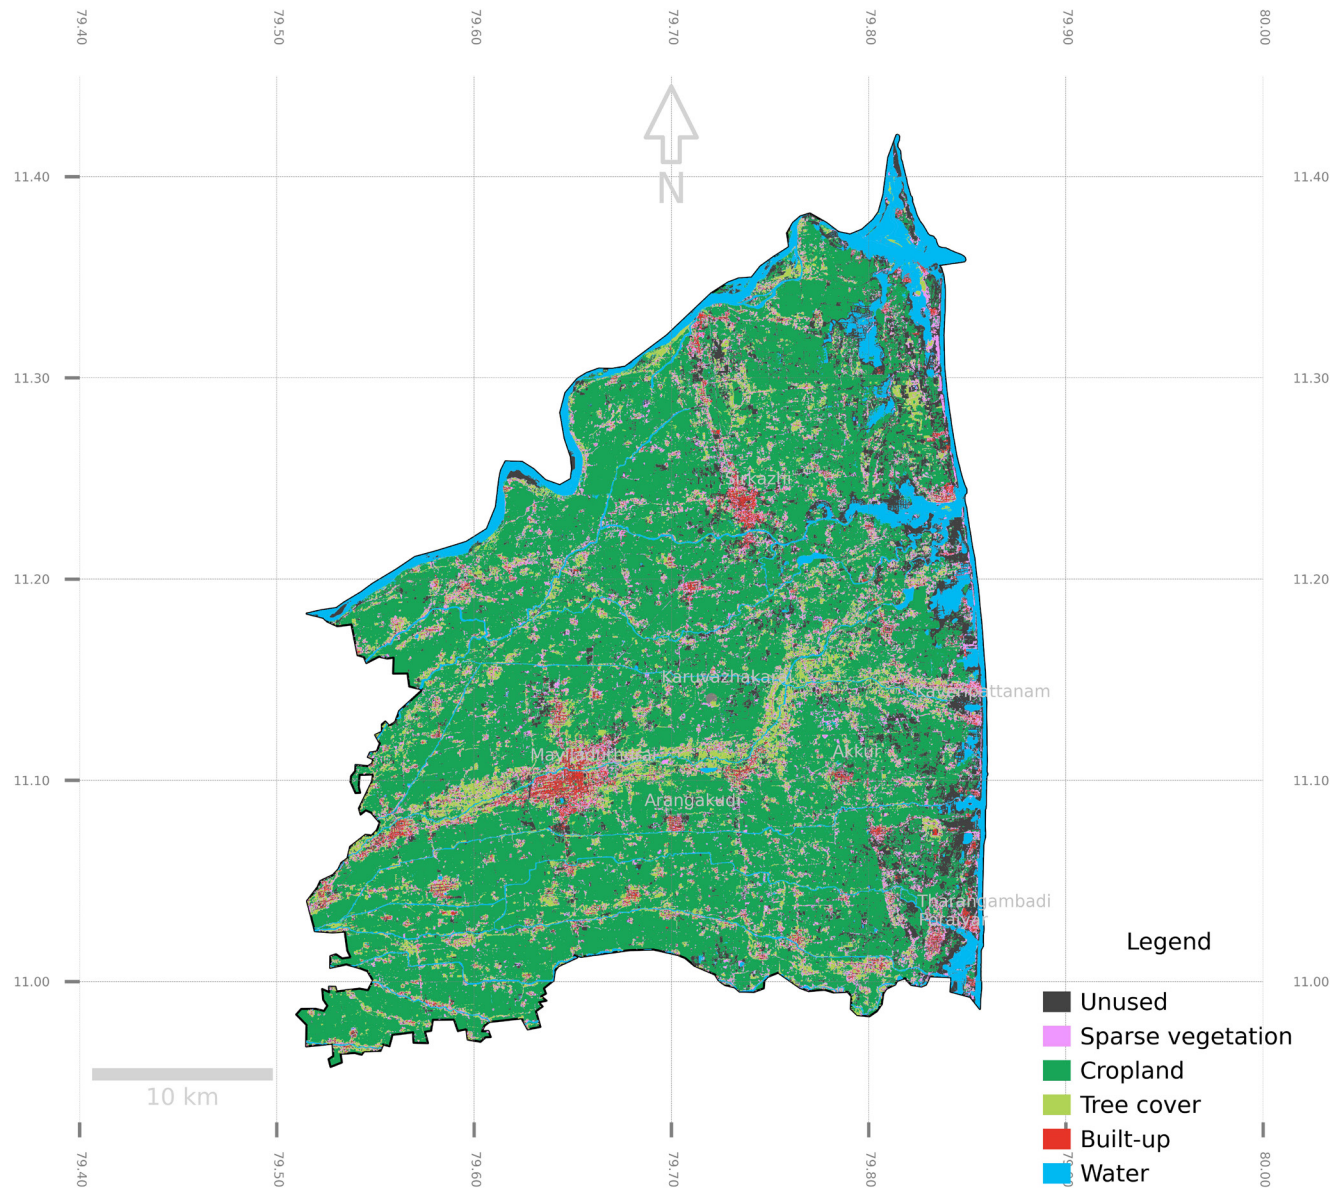 79.40 79.50 79.60 79.70 79.80 79.90 80.00
N
11.40 11.40
11.30 11.30
Sirkazhi
11.20 11.20
Karuvazhakarai
Kaveripattanam
Akkur
Mayiladuthurai
11.10 11.10
Arangakudi
Tharangambadi
Poraiyar
Legend
11.00 11.00
Unused
Sparse vegetation
Cropland
Tree cover
Built-up
Water
10 km
79.40 79.50 79.60 79.70 79.80 80.00